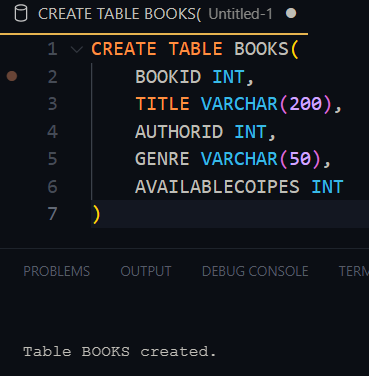 CREATE TABLE BOOKS( Untitled-1
1 CREATE TABLE BOOKS(
2 BOOKID INT,
3 TITLE VARCHAR(200),
4 AUTHORID INT,
5 GENRE VARCHAR(50),
6 AVAILABLECOIPES INT
7 )
PROBLEMS OUTPUT DEBUG CONSOLE TERM
Table BOOKS created.